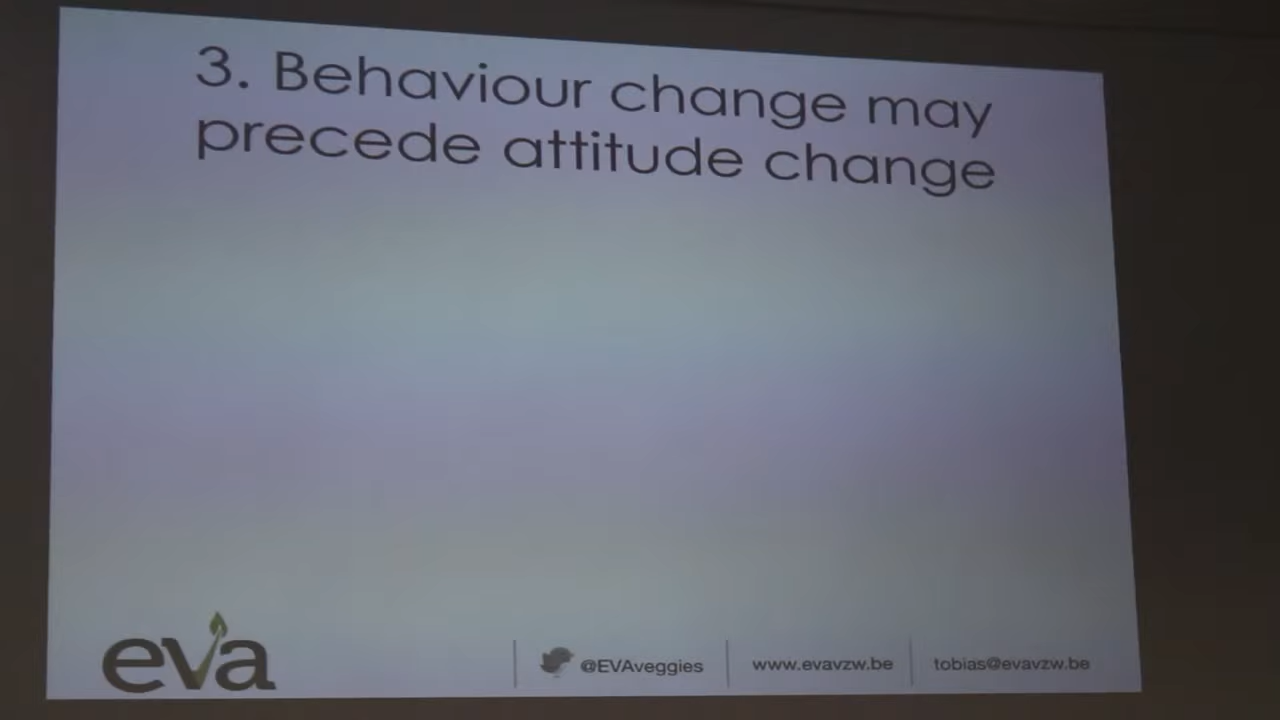 3. Behaviour change may
precede attitude change
eva
@EVAveggies
www.evavzw.be
tobias@evavzw.be